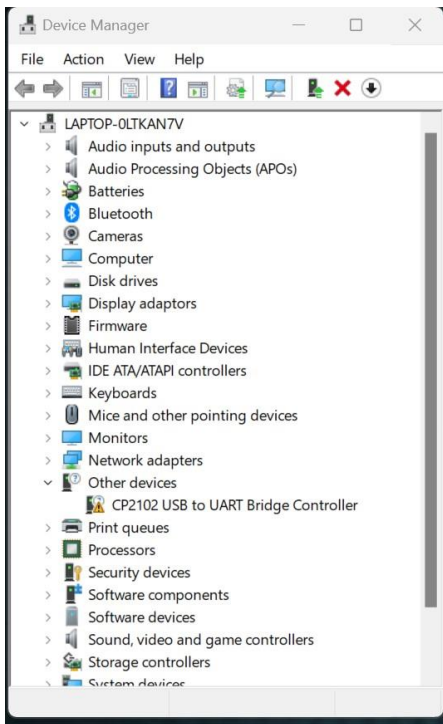 Device Manager
File Action View Help
LAPTOP-0LTKAN7V
Audio inputs and outputs
Audio Processing Objects (APOs)
Batteries
Bluetooth
Cameras
Computer
Disk drives
Display adaptors
Firmware
Human Interface Devices
IDE ATA/ATAPI controllers
Keyboards
Mice and other pointing devices
Monitors
Network adapters
Other devices
CP2102 USB to UART Bridge Controller
Print queues
Processors
Security devices
Software components
Software devices
Sound, video and game controllers
Storage controllers
System devices